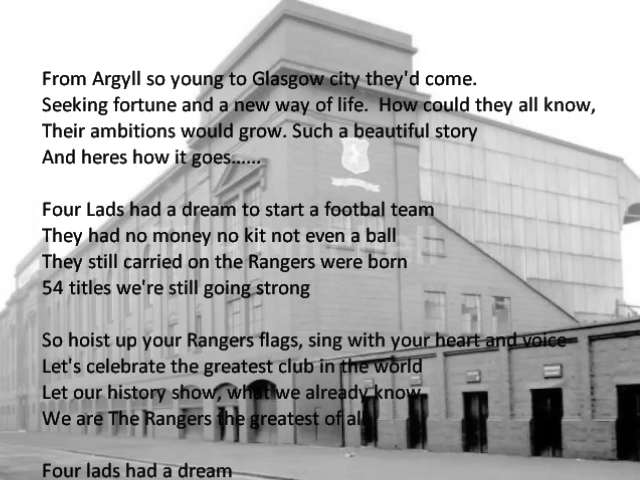 From Argyll so young to Glasgow city they'd come.
Seeking fortune and a new way of life.  How could they all know,
Their ambitions would grow. Such a beautiful story
And heres how it goes......
Four Lads had a dream to start a footbal team
They had no money no kit not even a ball
They still carried on the Rangers were born
54 titles we're still going strong
So hoist up your Rangers flags, sing with your heart and voice
Let's celebrate the greatest club in the world
Let our history show, what we already know
We are The Rangers the greatest of all
Four lads had a dream